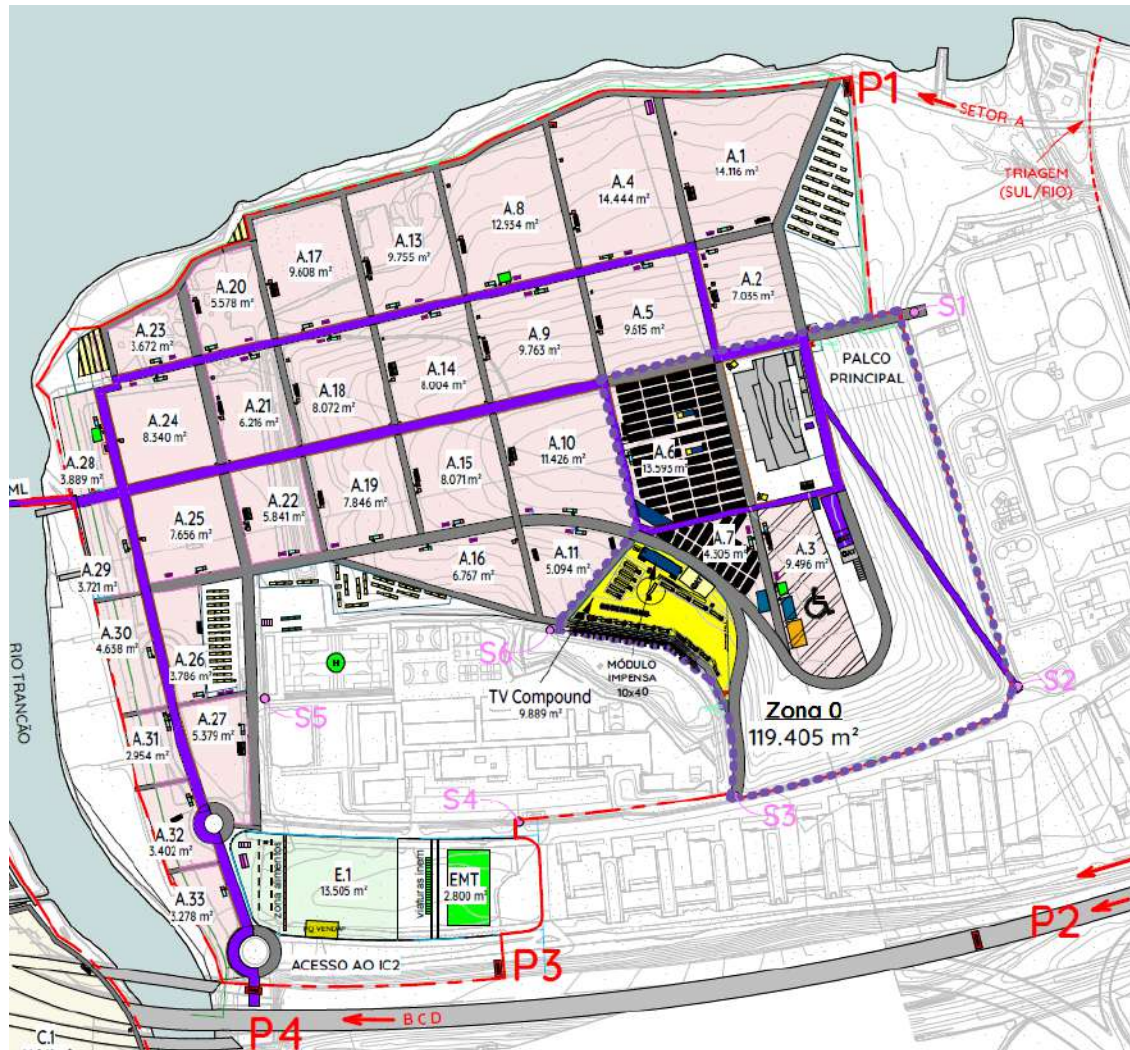 P1
SETOR A
TRIAGEM
(SUL/RIO)
A.1
14.116 m²
A.4
14.444 m²
A.8
12.934 m²
A.13
9.755 m²
A.17
9.608 m²
A.20
5.578 m²
A.23
3.672 m²
A.2
7.035 m²
A.5
9.615 m²
A.9
9.763 m²
A.14
8.004 m²
A.18
8.072 m²
A.21
6.216 m²
A.24
8.340 m²
S1
PALCO
PRINCIPAL
A.6
13.593 m²
A.10
11.426 m²
A.15
8.071 m²
A.19
7.846 m²
A.22
5.841 m²
A.25
7.656 m²
A.28
3.889 m²
ML
A.7
4.305 m²
A.3
9.496 m²
A.11
5.094 m²
A.16
6.767 m²
A.29
3.721 m²
A.30
4.638 m²
A.26
3.786 m²
RIO TRANCÃO
H
S6
S5
S2
MÓDULO
IMPENSA
10x40
TV Compound
9.889 m²
Zona 0
119.405 m²
A.27
5.379 m²
A.31
2.954 m²
S4
S3
A.32
3.402 m²
A.33
3.278 m²
zona alimentos
E.1
13.505 m²
viaturas inem
EMT
2.800 m²
P2
ACESSO AO IC2
P3
P4
BCD
C.1